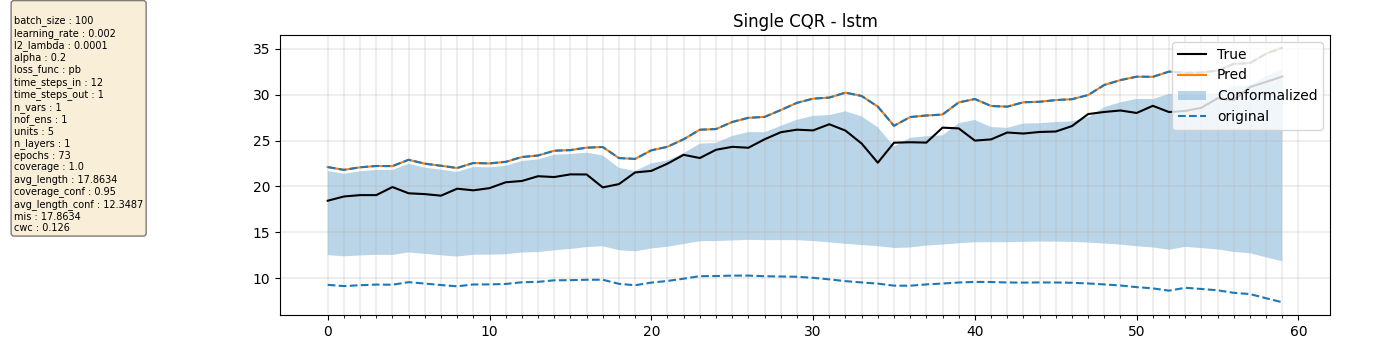 batch_size : 100
learning_rate : 0.002
l2_lambda : 0.0001
alpha : 0.2
loss_func : pb
time_steps_in : 12
time_steps_out : 1
n_vars : 1
nof_ens : 1
units : 5
n_layers : 1
epochs : 73
coverage : 1.0
avg_length : 17.8634
coverage_conf : 0.95
avg_length_conf : 12.3487
mis : 17.8634
cwc : 0.126
Single CQR - lstm
35
30
25
20
15
10
True
Pred
Conformalized
original
0 10 20 30 40 50 60